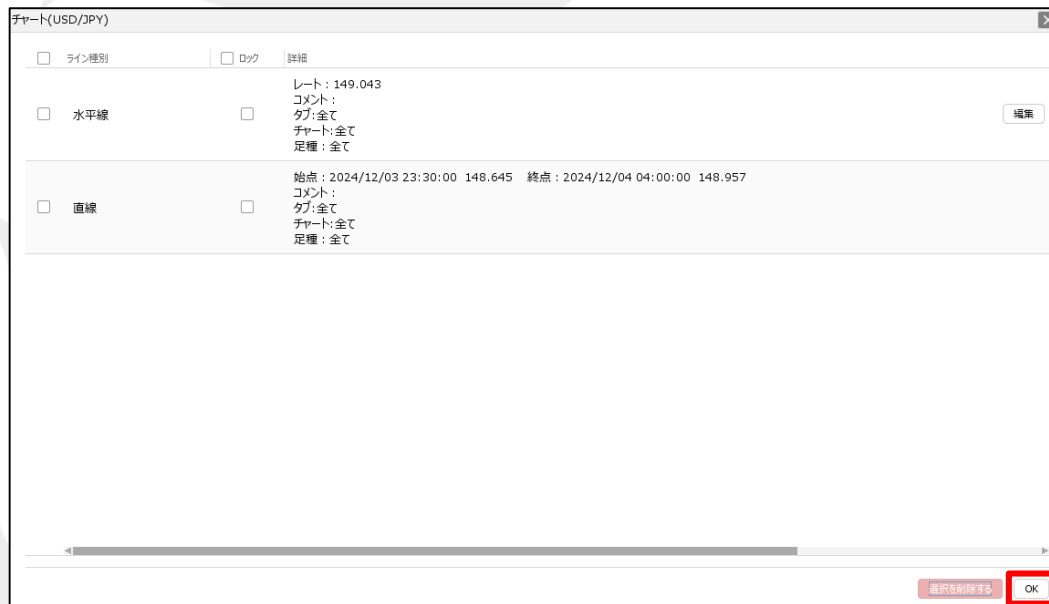 チャート(USD/JPY)
ライン種別 ロック 詳細
レート：149.043
コメント：
水平線 タブ:全て 編集
チャート:全て
足種：全て
始点：2024/12/03 23:30:00 148.645 終点：2024/12/04 04:00:00 148.957
コメント：
直線 タブ:全て
チャート:全て
足種：全て
選択を削除する OK